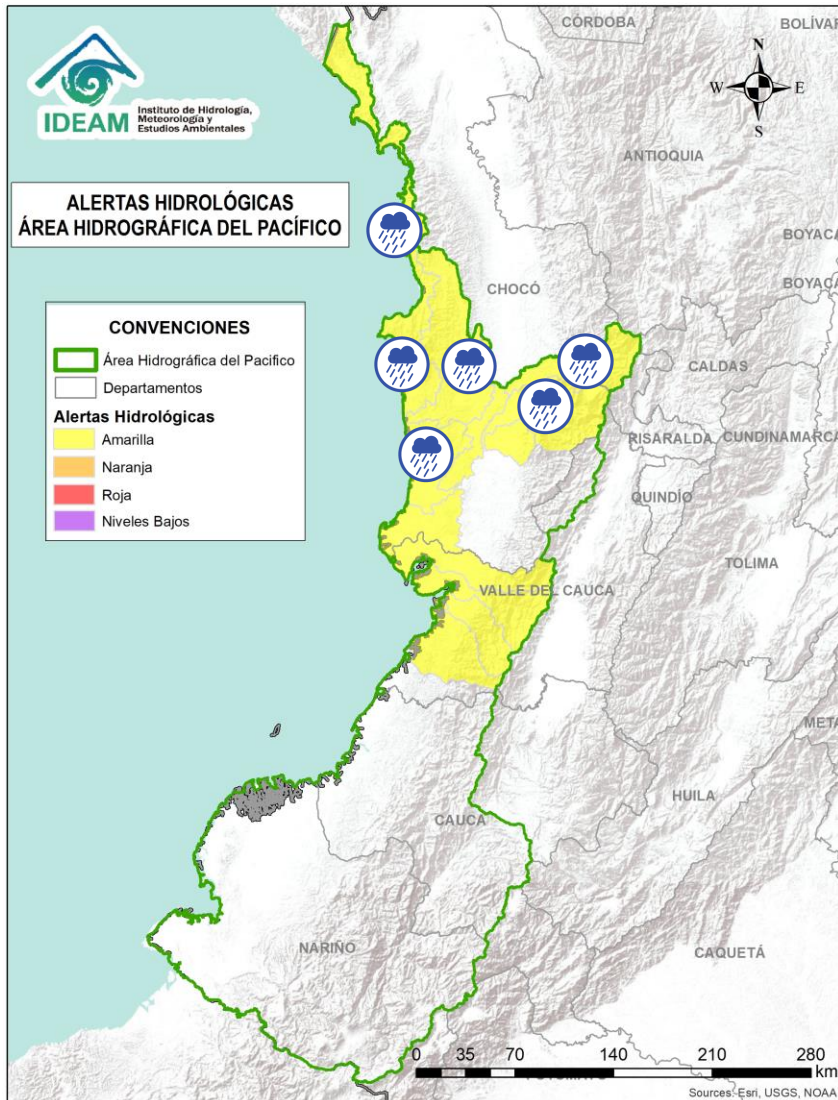 CÓRDOBA
BOLÍVAR
N
W
E
S
IDEAM
Instituto de Hidrología,
Meteorología y
Estudios Ambientales
ANTIOQUIA
ALERTAS HIDROLÓGICAS
ÁREA HIDROGRÁFICA DEL PACÍFICO
BOYACÁ
BOYACÁ
CHOCÓ
CONVENCIONES
Área Hidrográfica del Pacifico
Departamentos
Alertas Hidrológicas
Amarilla
Naranja
Roja
Niveles Bajos
CALDAS
RISARALDA
CUNDINAMARCA
QUINDÍO
TOLIMA
VALLE DEL CAUCA
META
HUILA
CAUCA
NARIÑO
CAQUETÁ
0 35 70 140 210 280
km
Sources: Esri, USGS, NOAA